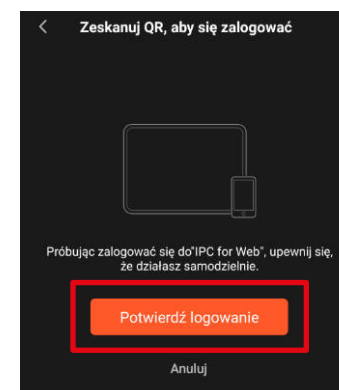 Zeskanuj QR, aby się zalogować
Próbując zalogować się do"IPC for Web", upewnij się,
że działasz samodzielnie.
Potwierdź logowanie
Anuluj